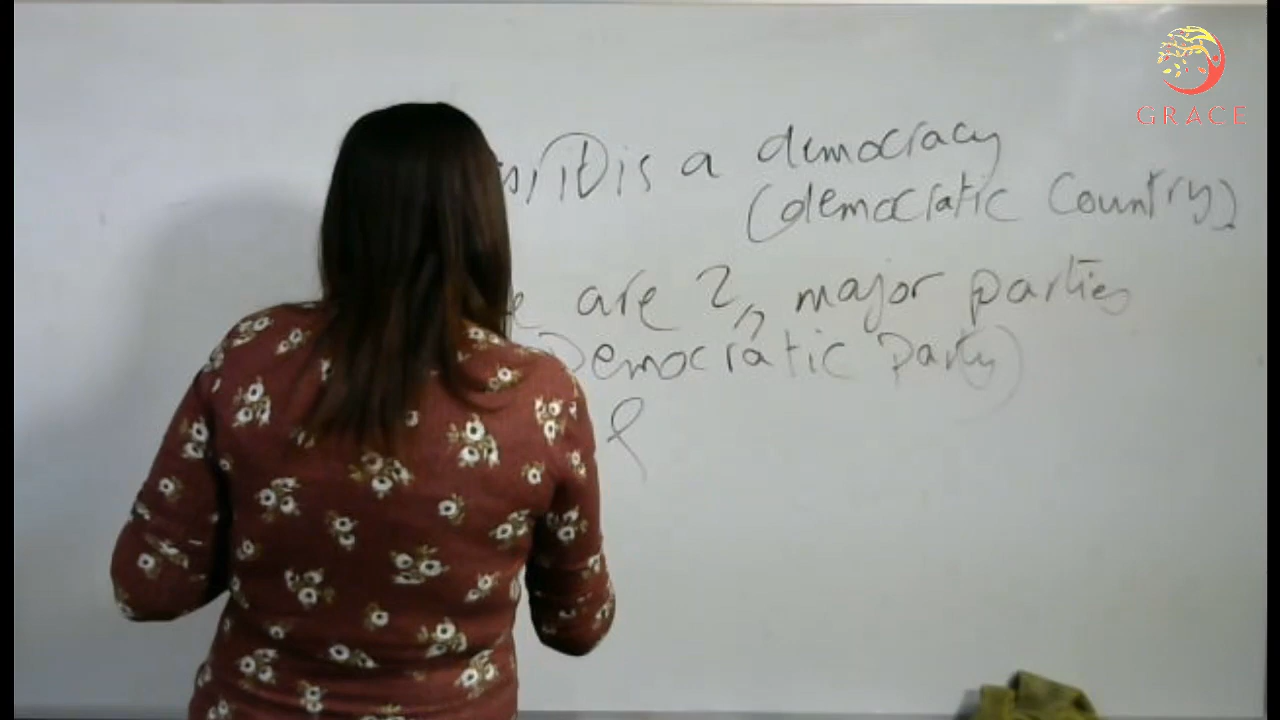 GRACE
is a democracy
(democratic Country)
are 2 major parties
Democratic Party)
&